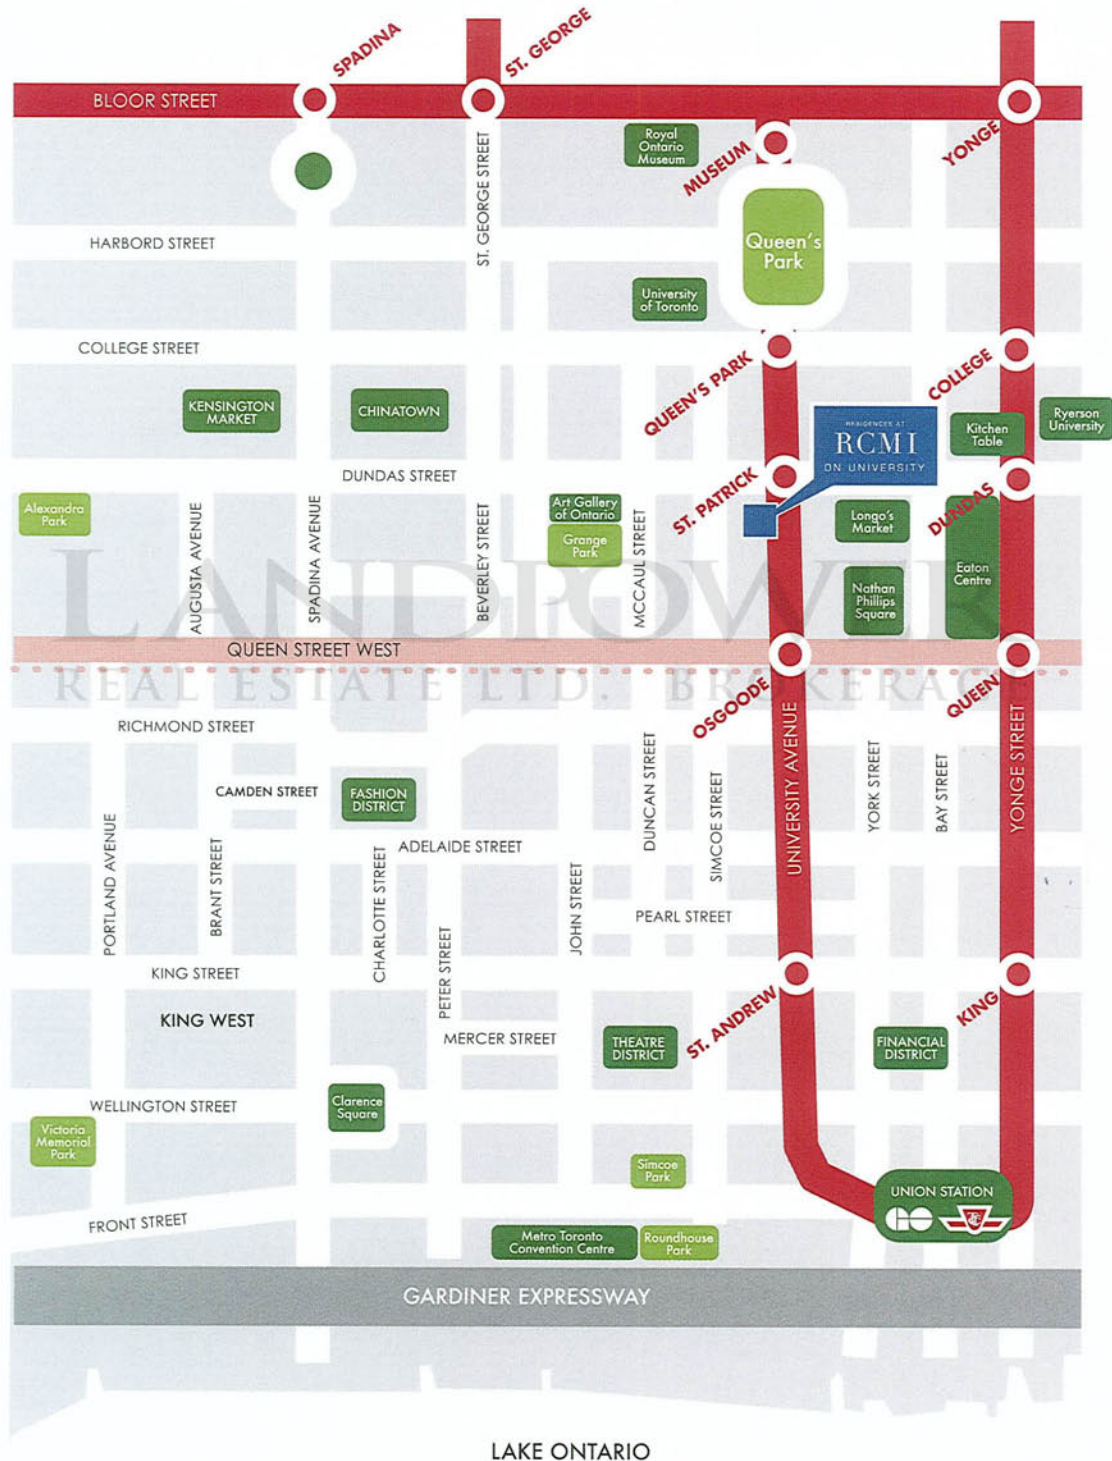 SPADINA
ST. GEORGE
BLOOR STREET
YONGE
MUSEUM
Royal
Ontario
Museum
ST. GEORGE STREET
HARBORD STREET
Queen's
Park
University
of Toronto
COLLEGE STREET
QUEEN'S PARK
COLLEGE
KENSINGTON
MARKET
CHINATOWN
RESIDENCES AT
RCMI
ON UNIVERSITY
Kitchen
Table
Ryerson
University
DUNDAS STREET
ST. PATRICK
DUNDAS
Alexandra
Park
AUGUSTA AVENUE
SPADINA AVENUE
BEVERLEY STREET
Art Gallery
of Ontario
Grange
Park
MCCAUL STREET
Longo's
Market
Nathan
Phillips
Square
Eaton
Centre
LANDPOWER
REAL ESTATE LTD. BROKERAGE
QUEEN STREET WEST
OSGOODE
QUEEN
RICHMOND STREET
CAMDEN STREET
FASHION
DISTRICT
DUNCAN STREET
SIMCOE STREET
UNIVERSITY AVENUE
YORK STREET
BAY STREET
YONGE STREET
ADELAIDE STREET
PORTLAND AVENUE
BRANT STREET
CHARLOTTE STREET
PETER STREET
JOHN STREET
PEARL STREET
KING STREET
KING WEST
ST. ANDREW
KING
MERCER STREET
THEATRE
DISTRICT
FINANCIAL
DISTRICT
WELLINGTON STREET
Clarence
Square
Victoria
Memorial
Park
Simcoe
Park
UNION STATION
GO
TTC
FRONT STREET
Metro Toronto
Convention Centre
Roundhouse
Park
GARDINER EXPRESSWAY
LAKE ONTARIO